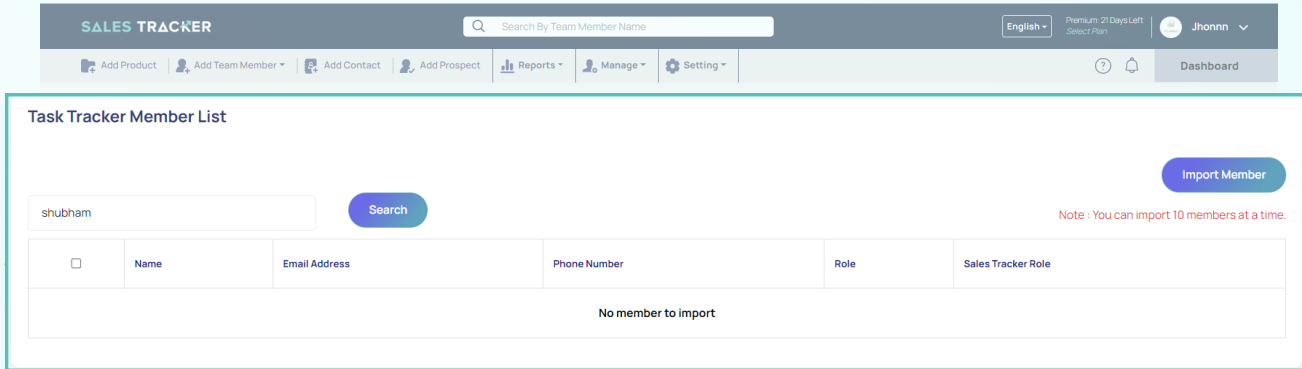 SALES TRACKER
Search By Team Member Name
English
Premium: 21 Days Left
Select Plan
Jhonnn
Add Product
Add Team Member
Add Contact
Add Prospect
Reports
Manage
Setting
?
Dashboard
Task Tracker Member List
Import Member
shubham
Search
Note : You can import 10 members at a time.
Name
Email Address
Phone Number
Role
Sales Tracker Role
No member to import